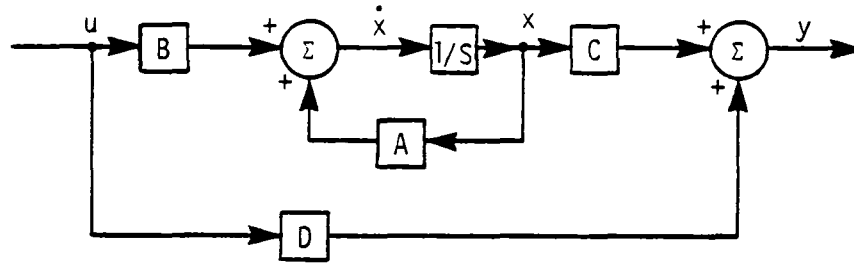 u B + Σ ẋ 1/S x C + Σ y
+ +
A
D